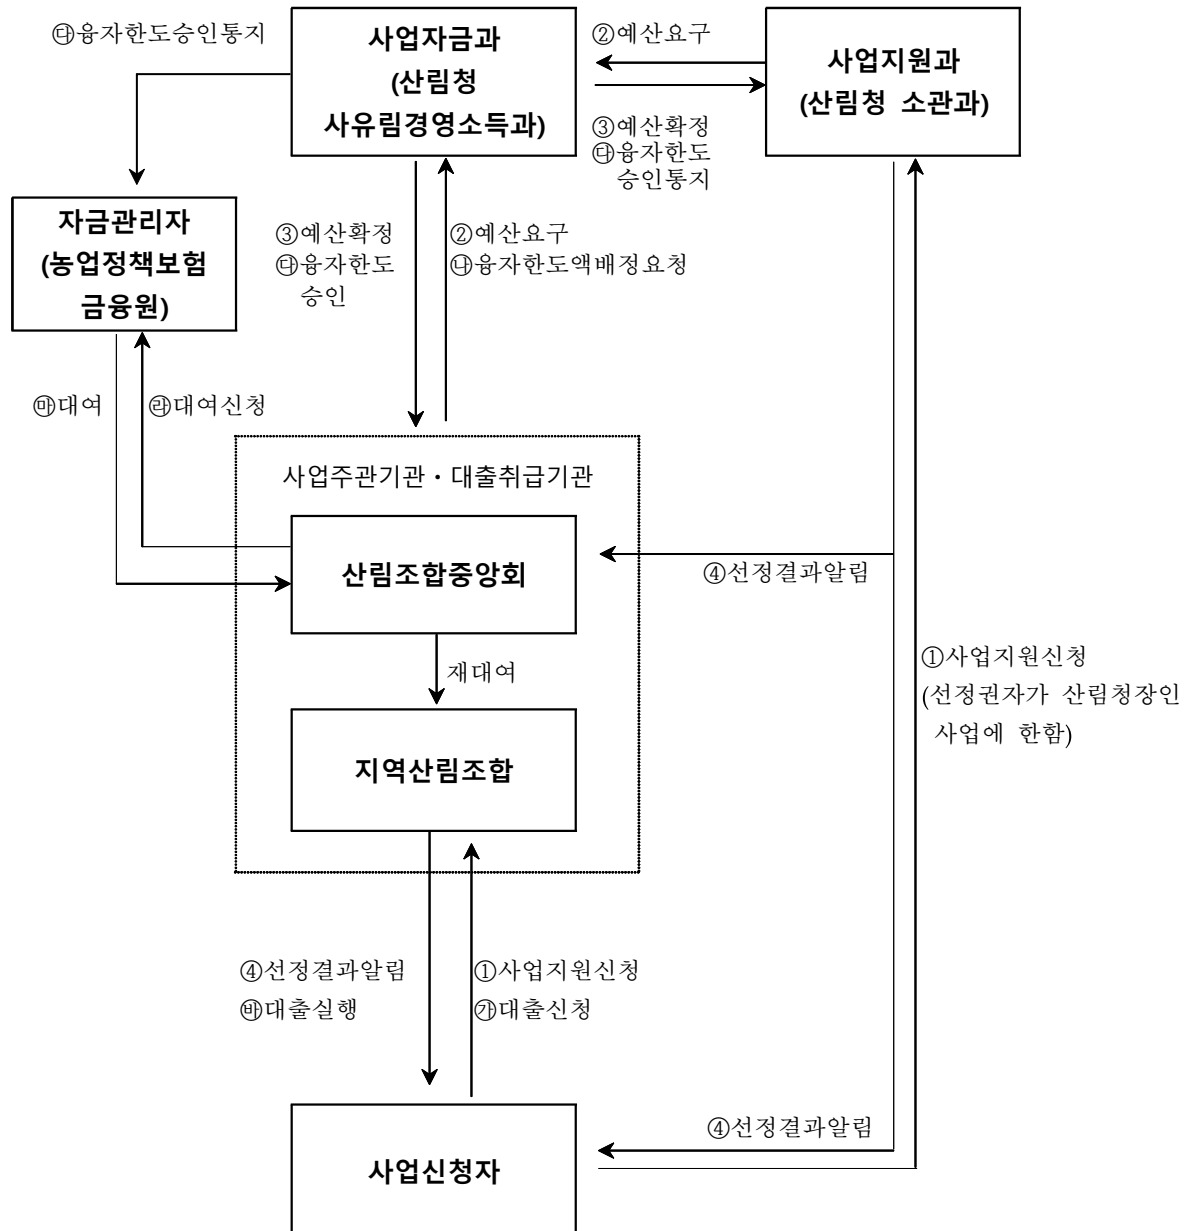 ㉰융자한도승인통지
사업자금과
(산림청
사유림경영소득과)
②예산요구
③예산확정
㉰융자한도
승인통지
사업지원과
(산림청 소관과)
자금관리자
(농업정책보험
금융원)
③예산확정
㉰융자한도
승인
②예산요구
㉯융자한도액배정요청
㉲대여
㉱대여신청
사업주관기관・대출취급기관
산림조합중앙회
④선정결과알림
재대여
①사업지원신청
(선정권자가 산림청장인
사업에 한함)
지역산림조합
④선정결과알림
㉳대출실행
①사업지원신청
㉮대출신청
④선정결과알림
사업신청자